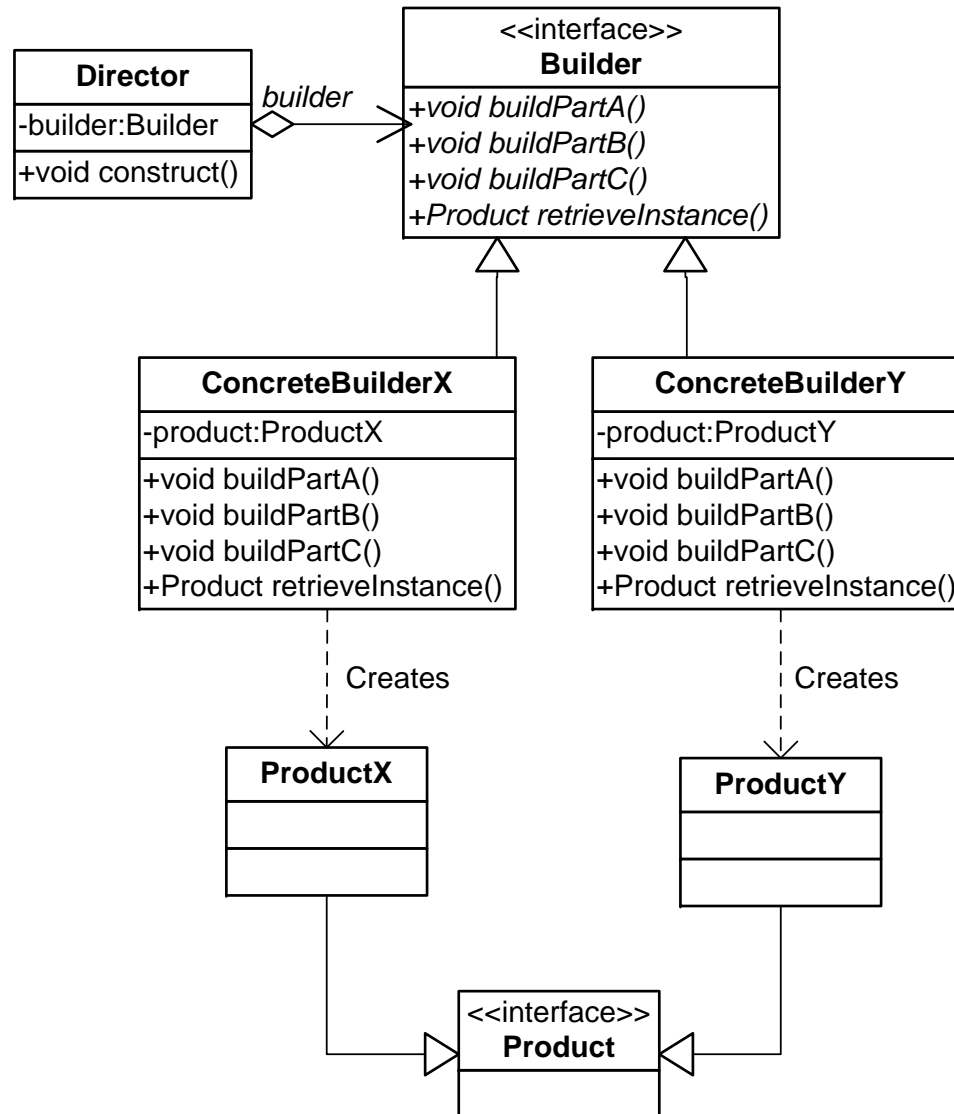 <<interface>>
Builder
+void buildPartA()
+void buildPartB()
+void buildPartC()
+Product retrieveInstance()
Director
-builder:Builder
+void construct()
builder
ConcreteBuilderX
-product:ProductX
+void buildPartA()
+void buildPartB()
+void buildPartC()
+Product retrieveInstance()
ConcreteBuilderY
-product:ProductY
+void buildPartA()
+void buildPartB()
+void buildPartC()
+Product retrieveInstance()
Creates
Creates
ProductX
ProductY
<<interface>>
Product